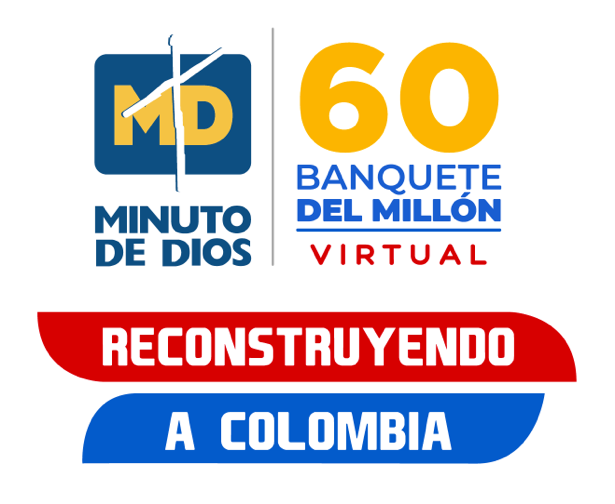 MD
MINUTO
DE DIOS
60
BANQUETE
DEL MILLÓN
VIRTUAL
RECONSTRUYENDO
A COLOMBIA